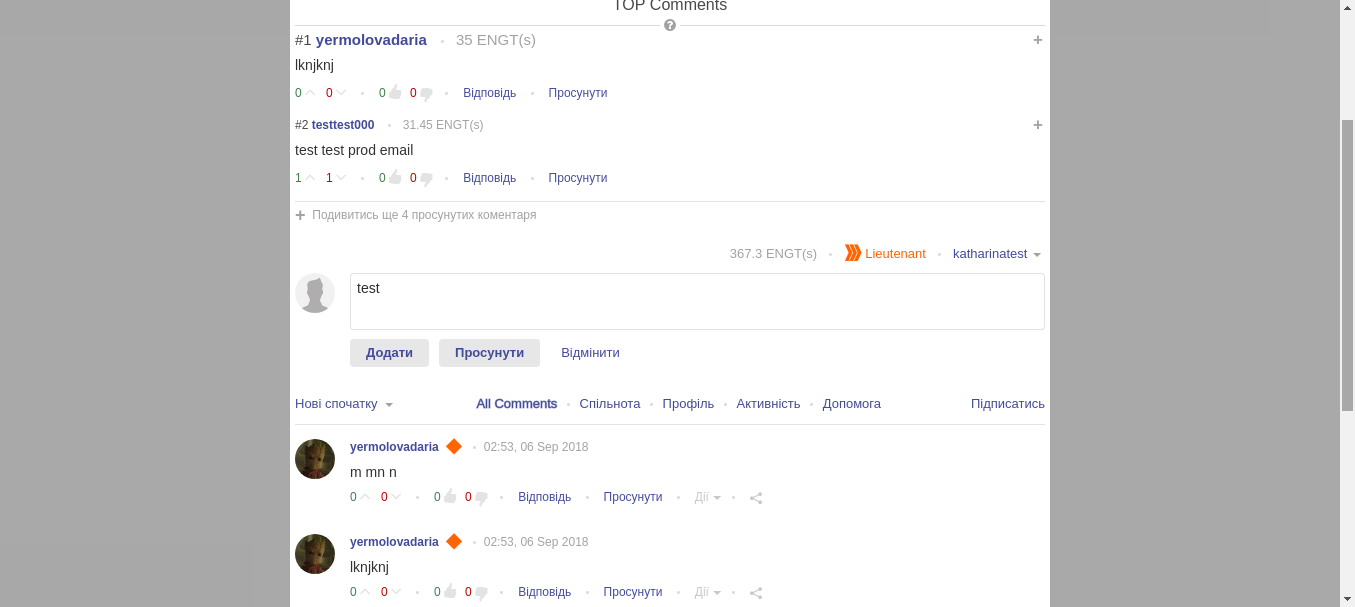 TOP Comments
?
#1 yermolovadaria • 35 ENGT(s) +
lknjknj
0 0 • 0 0 • Відповідь • Просунути
#2 testtest000 • 31.45 ENGT(s) +
test test prod email
1 1 • 0 0 • Відповідь • Просунути
+ Подивитись ще 4 просунутих коментаря
367.3 ENGT(s) • Lieutenant • katharinatest
test
Додати Просунути Відмінити
Нові спочатку All Comments • Спільнота • Профіль • Активність • Допомога Підписатись
yermolovadaria • 02:53, 06 Sep 2018
m mn n
0 0 • 0 0 • Відповідь • Просунути • Дії •
yermolovadaria • 02:53, 06 Sep 2018
lknjknj
0 0 • 0 0 • Відповідь • Просунути • Дії •